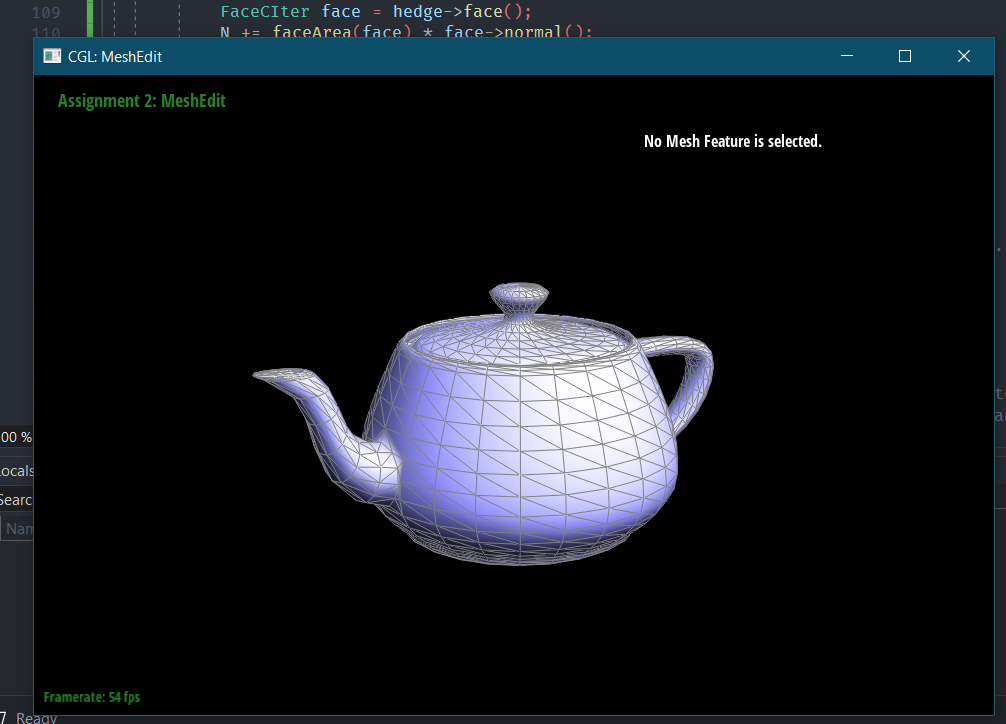 109 FaceCIter face = hedge->face();
110 N += faceArea(face) * face->normal();
CGL: MeshEdit
Assignment 2: MeshEdit
No Mesh Feature is selected.
00 %
ocals
Searc
Nam
Framerate: 54 fps
7 Ready